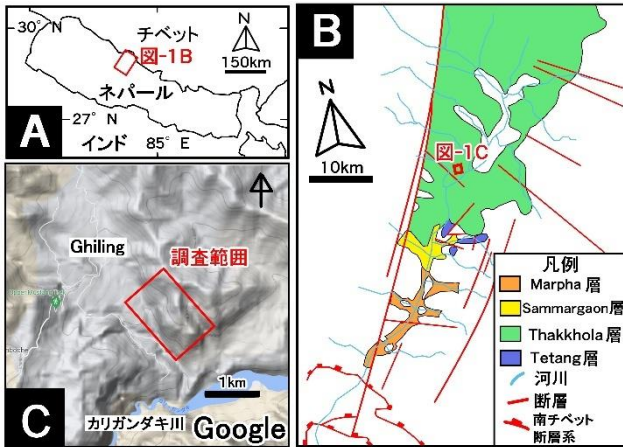 30° N
チベット
図-1B
N
150km
ネパール
27° N
インド
85° E
A
B
N
10km
図-1C
凡例
Marpha 層
Sammargaon層
Thakkhola 層
Tetang 層
河川
断層
南チベット
断層系
Ghiling
調査範囲
1km
カリガンダキ川
Google
C